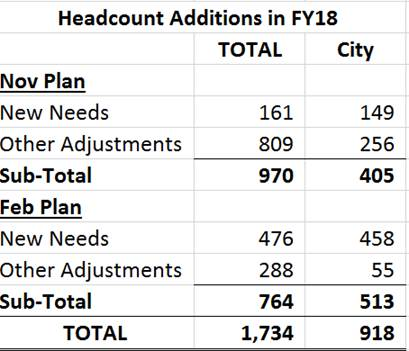 Headcount Additions in FY18
TOTAL City
Nov Plan
New Needs 161 149
Other Adjustments 809 256
Sub-Total 970 405
Feb Plan
New Needs 476 458
Other Adjustments 288 55
Sub-Total 764 513
TOTAL 1,734 918